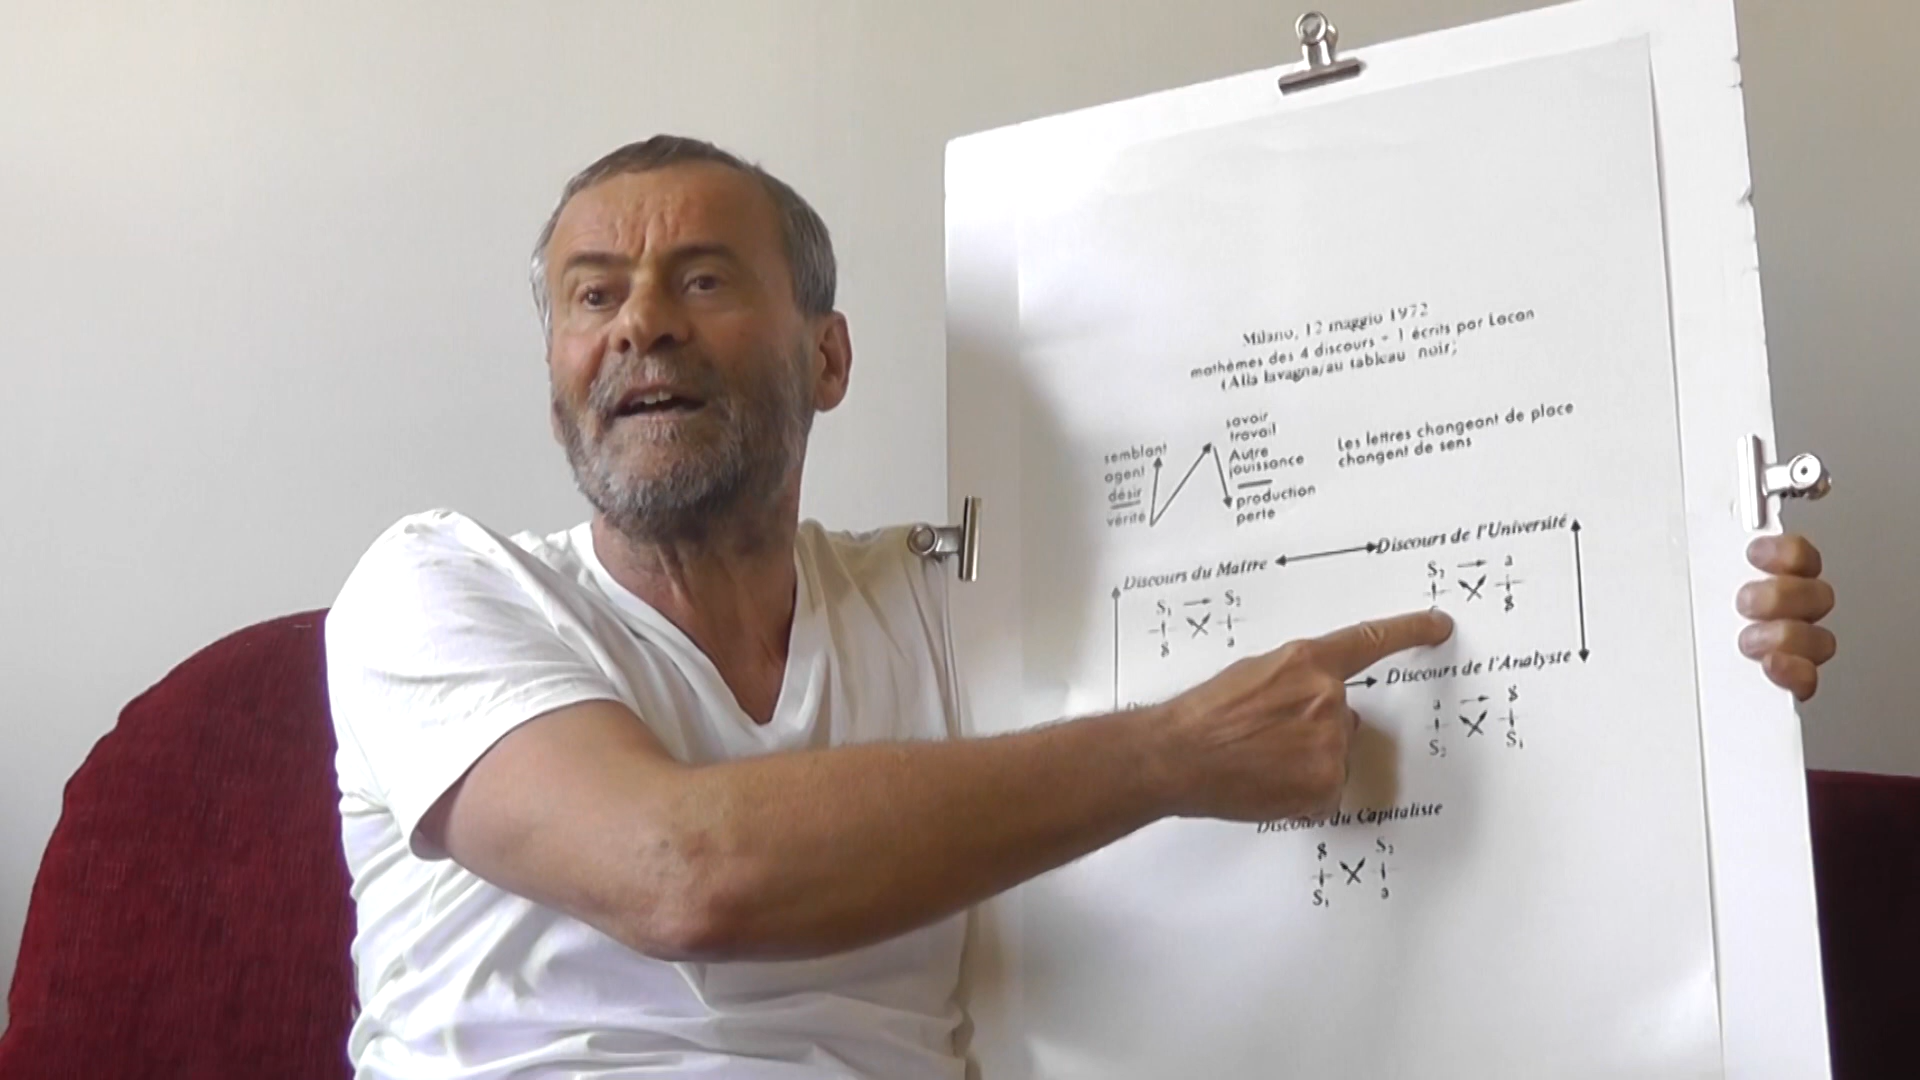 Milano, 12 maggio 1972
mathèmes des 4 discours + 1 écrits par Lacan
(Alla lavagna/au tableau noir)
savoir
travail
semblant
agent
désir
vérité
Autre
jouissance
production
perte
Les lettres changeant de place
changent de sens
Discours du Maître
S₁ → S₂
$ a
Discours de l'Université
S₂ → a
$
Discours de l'Analyste
a → $
S₂ S₁
Discours du Capitaliste
$ S₂
S₁ a